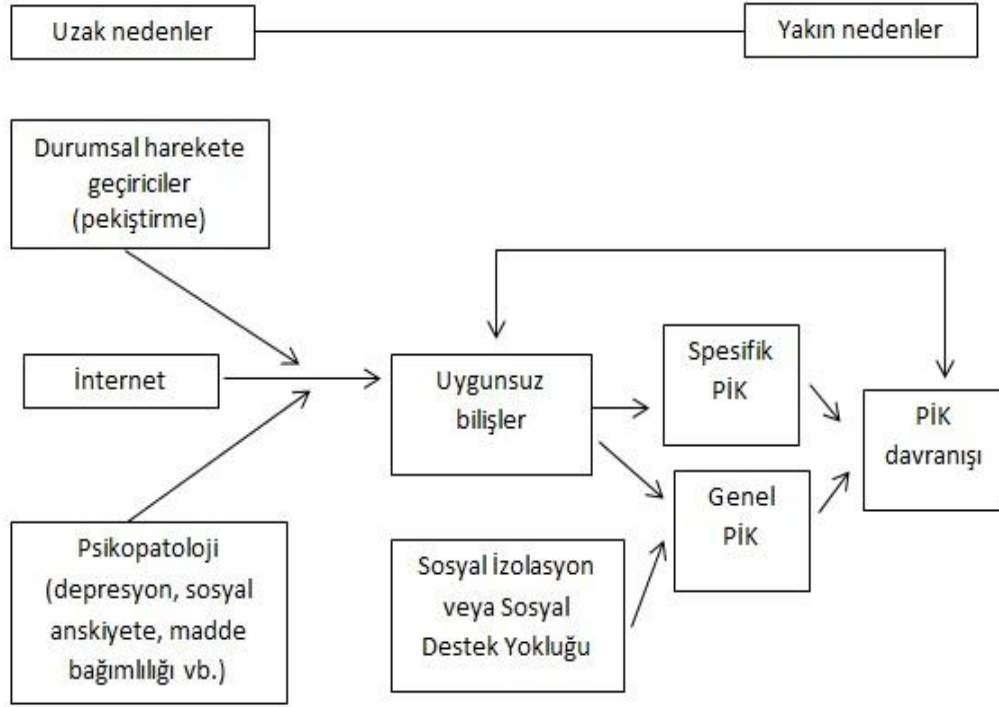 Uzak nedenler
Yakın nedenler
Durumsal harekete
geçiriciler
(pekiştirme)
İnternet
Uygunsuz
bilişler
Spesifik
PİK
PİK
davranışı
Genel
PİK
Psikopatoloji
(depresyon, sosyal
anskiyete, madde
bağımlılığı vb.)
Sosyal İzolasyon
veya Sosyal
Destek Yokluğu